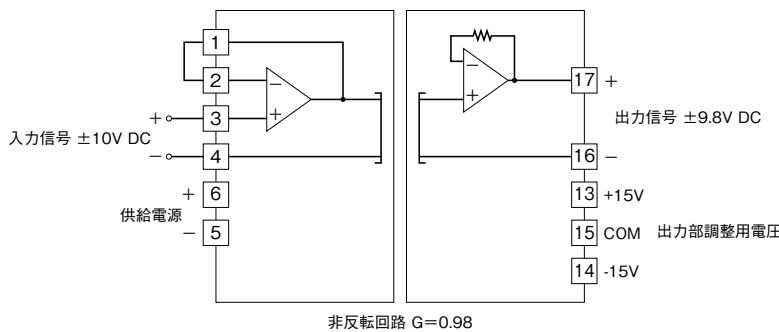 1
2
3
4
6
5
−
+
+
入力信号 ±10V DC
−
+
供給電源
−
−
+
17
16
13
15
14
+
出力信号 ±9.8V DC
−
+15V
COM
出力部調整用電圧
-15V
非反転回路 G＝0.98